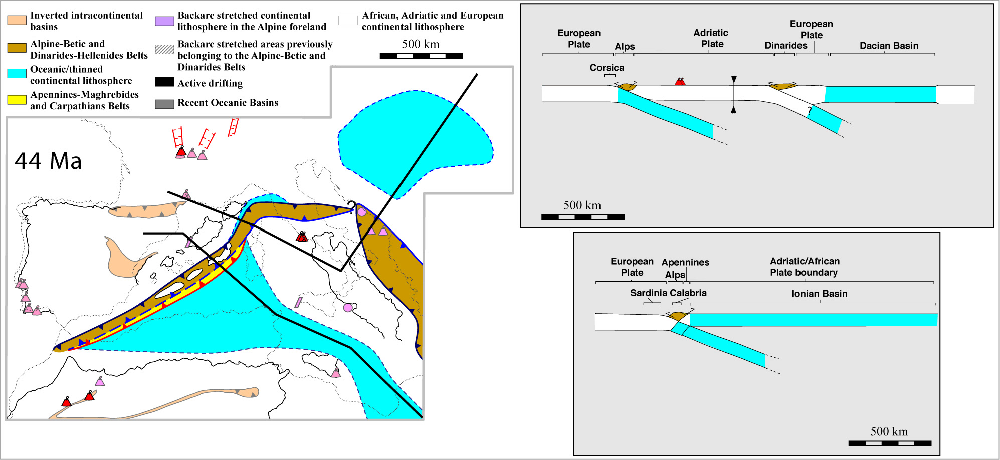 Inverted intracontinental
basins
Alpine-Betic and
Dinarides-Hellenides Belts
Oceanic/thinned
continental lithosphere
Apennines-Maghrebides
and Carpathians Belts
Backarc stretched continental
lithosphere in the Alpine foreland
Backarc stretched areas previously
belonging to the Alpine-Betic and
Dinarides Belts
Active drifting
Recent Oceanic Basins
African, Adriatic and European
continental lithosphere
500 km
44 Ma
?
European
Plate
Alps
Adriatic
Plate
European
Plate
Dinarides
Dacian Basin
Corsica
?
500 km
European
Plate
Apennines
Alps
Adriatic/African
Plate boundary
Sardinia Calabria
Ionian Basin
500 km